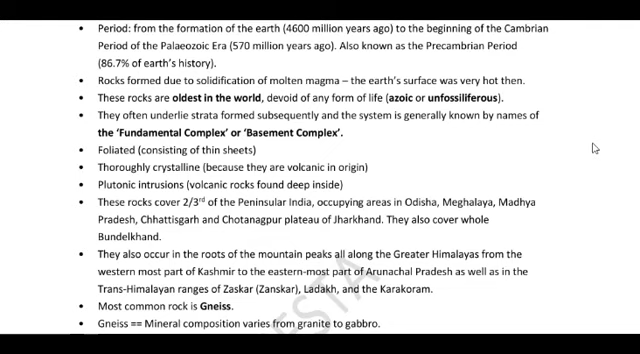 • Period: from the formation of the earth (4600 million years ago) to the beginning of the Cambrian
Period of the Palaeozoic Era (570 million years ago). Also known as the Precambrian Period
(86.7% of earth's history).
• Rocks formed due to solidification of molten magma – the earth's surface was very hot then.
• These rocks are oldest in the world, devoid of any form of life (azoic or unfossiliferous).
• They often underlie strata formed subsequently and the system is generally known by names of
the 'Fundamental Complex' or 'Basement Complex'.
• Foliated (consisting of thin sheets)
• Thoroughly crystalline (because they are volcanic in origin)
• Plutonic intrusions (volcanic rocks found deep inside)
• These rocks cover 2/3rd of the Peninsular India, occupying areas in Odisha, Meghalaya, Madhya
Pradesh, Chhattisgarh and Chotanagpur plateau of Jharkhand. They also cover whole
Bundelkhand.
• They also occur in the roots of the mountain peaks all along the Greater Himalayas from the
western most part of Kashmir to the eastern-most part of Arunachal Pradesh as well as in the
Trans-Himalayan ranges of Zaskar (Zanskar), Ladakh, and the Karakoram.
• Most common rock is Gneiss.
• Gneiss == Mineral composition varies from granite to gabbro.